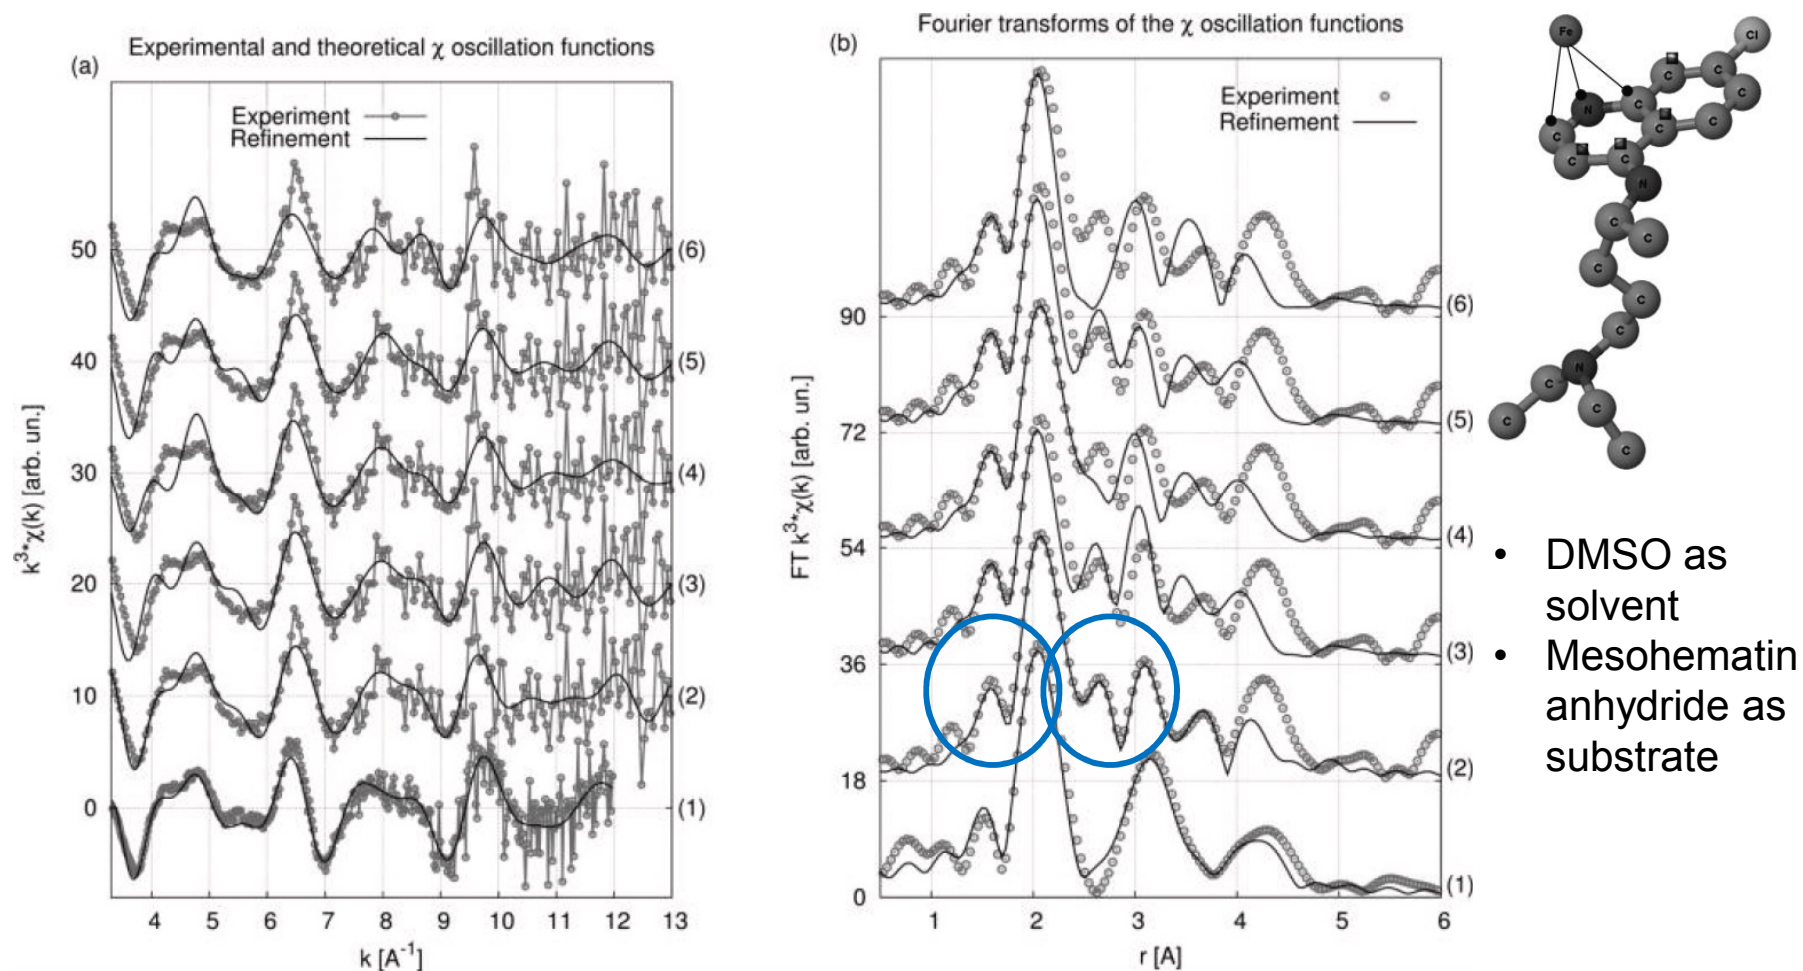 Experimental and theoretical χ oscillation functions
(a)
Experiment
Refinement
k³*χ(k) [arb. un.]
50
40
30
20
10
0
(6)
(5)
(4)
(3)
(2)
(1)
4 5 6 7 8 9 10 11 12 13
k [A⁻¹]
Fourier transforms of the χ oscillation functions
(b)
Experiment
Refinement
FT k³*χ(k) [arb. un.]
90
72
54
36
18
0
(6)
(5)
(4)
(3)
(2)
(1)
1 2 3 4 5 6
r [A]
Fe
Cl
C
C
C
C
N
C
C
C
C
C
C
N
C
C
C
C
C
N
C
C
C
C
• DMSO as
solvent
• Mesohematin
anhydride as
substrate